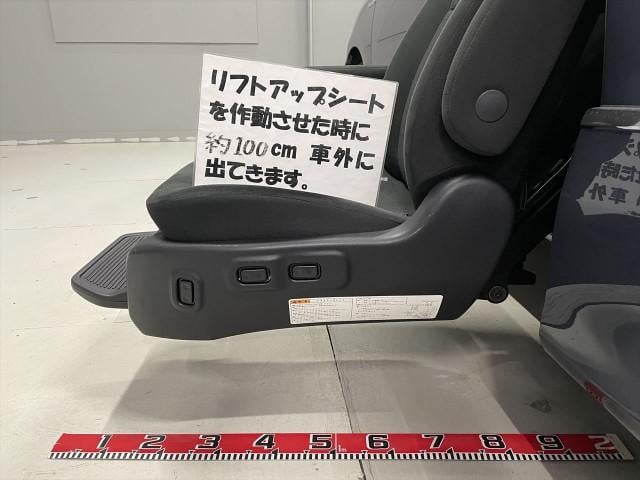 リフトアップシート
を作動させた時に
約100cm 車外に
出てきます。
1 2 3 4 5 6 7 8 9